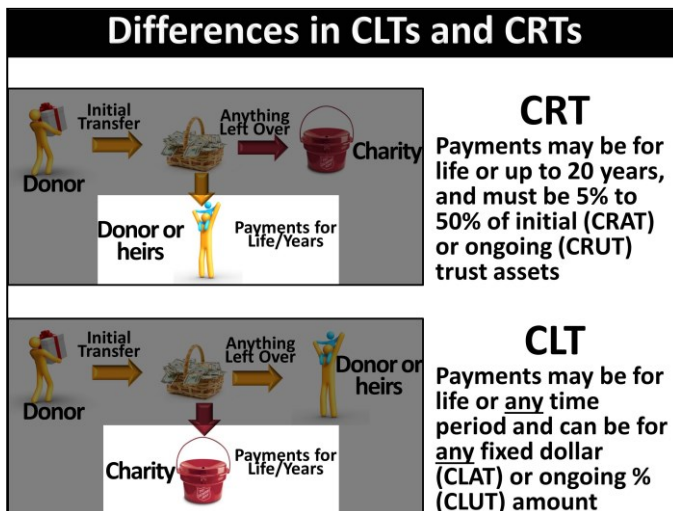 Differences in CLTs and CRTs
Initial
Transfer
Anything
Left Over
Donor
Charity
Donor or
heirs
Payments for
Life/Years
CRT
Payments may be for
life or up to 20 years,
and must be 5% to
50% of initial (CRAT)
or ongoing (CRUT)
trust assets
Initial
Transfer
Anything
Left Over
Donor
Donor or
heirs
Charity
Payments for
Life/Years
CLT
Payments may be for
life or any time
period and can be for
any fixed dollar
(CLAT) or ongoing %
(CLUT) amount